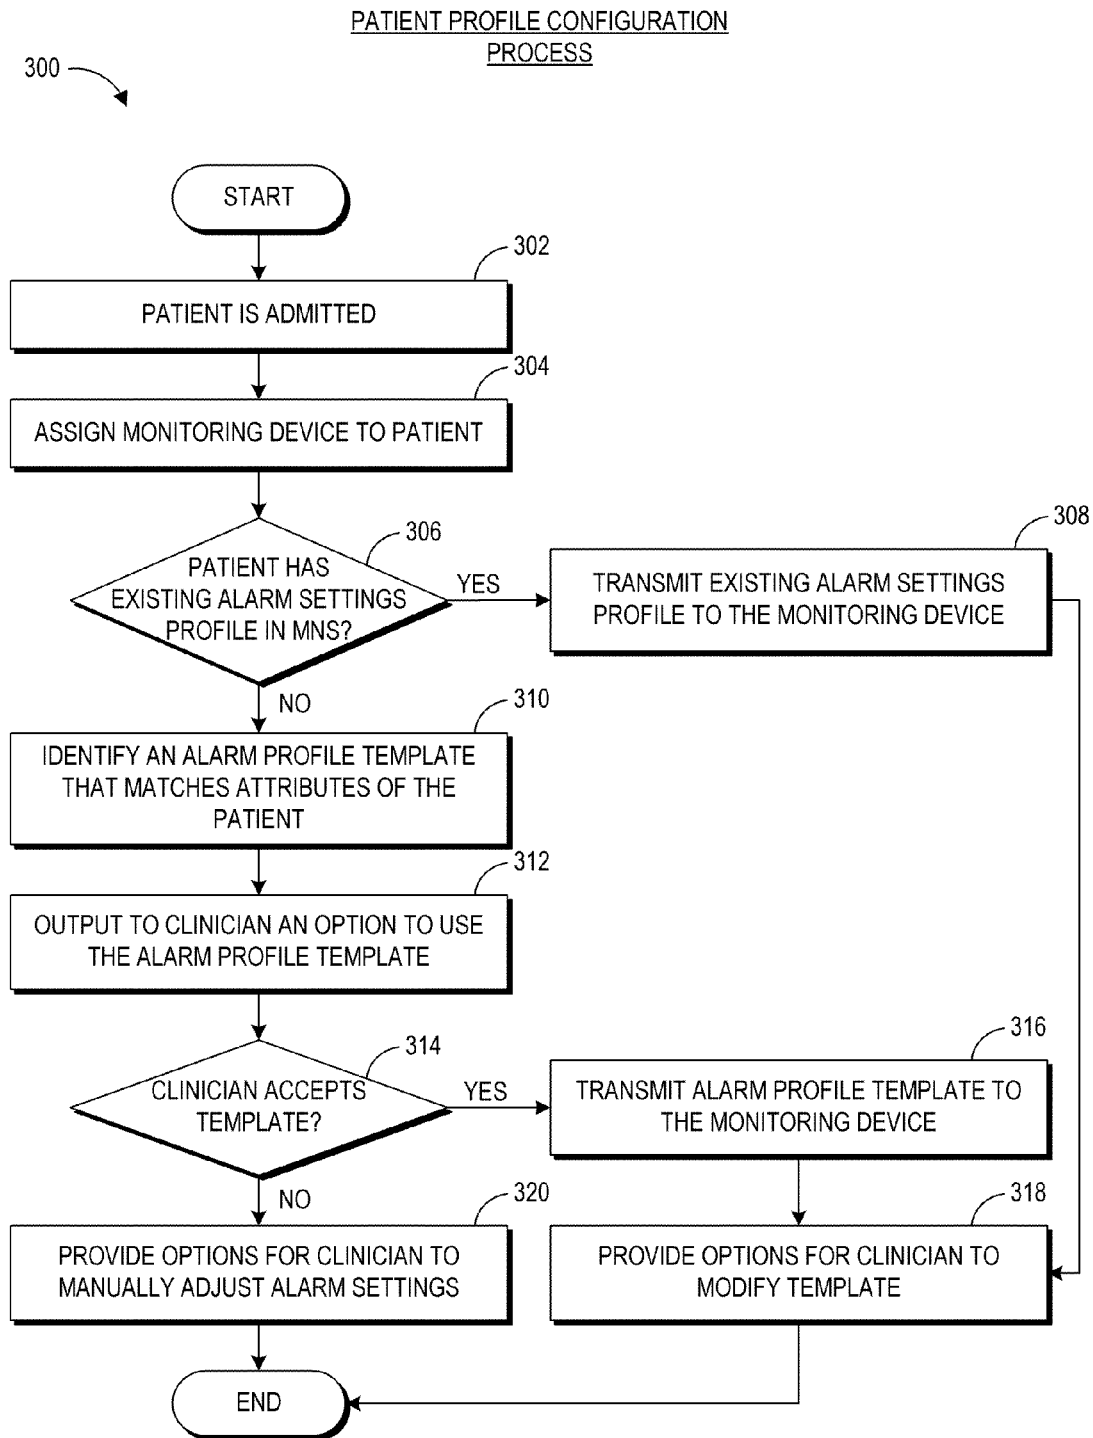 PATIENT PROFILE CONFIGURATION
PROCESS
300
START
302
PATIENT IS ADMITTED
304
ASSIGN MONITORING DEVICE TO PATIENT
306
PATIENT HAS
EXISTING ALARM SETTINGS
PROFILE IN MNS?
YES
308
TRANSMIT EXISTING ALARM SETTINGS
PROFILE TO THE MONITORING DEVICE
NO
310
IDENTIFY AN ALARM PROFILE TEMPLATE
THAT MATCHES ATTRIBUTES OF THE
PATIENT
312
OUTPUT TO CLINICIAN AN OPTION TO USE
THE ALARM PROFILE TEMPLATE
314
CLINICIAN ACCEPTS
TEMPLATE?
YES
316
TRANSMIT ALARM PROFILE TEMPLATE TO
THE MONITORING DEVICE
NO
320
PROVIDE OPTIONS FOR CLINICIAN TO
MANUALLY ADJUST ALARM SETTINGS
318
PROVIDE OPTIONS FOR CLINICIAN TO
MODIFY TEMPLATE
END